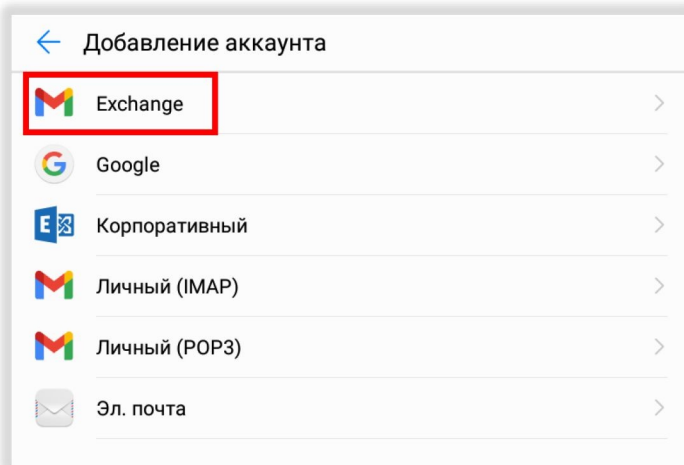 Добавление аккаунта
Exchange
Google
Корпоративный
Личный (IMAP)
Личный (POP3)
Эл. почта